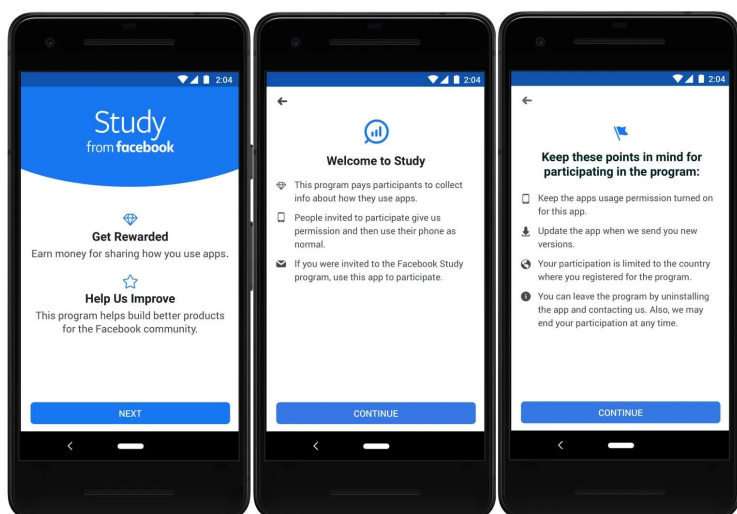 2:04
Study
from facebook
Get Rewarded
Earn money for sharing how you use apps.
Help Us Improve
This program helps build better products
for the Facebook community.
NEXT
2:04
Welcome to Study
This program pays participants to collect
info about how they use apps.
People invited to participate give us
permission and then use their phone as
normal.
If you were invited to the Facebook Study
program, use this app to participate.
CONTINUE
2:04
Keep these points in mind for
participating in the program:
Keep the apps usage permission turned on
for this app.
Update the app when we send you new
versions.
Your participation is limited to the country
where you registered for the program.
You can leave the program by uninstalling
the app and contacting us. Also, we may
end your participation at any time.
CONTINUE